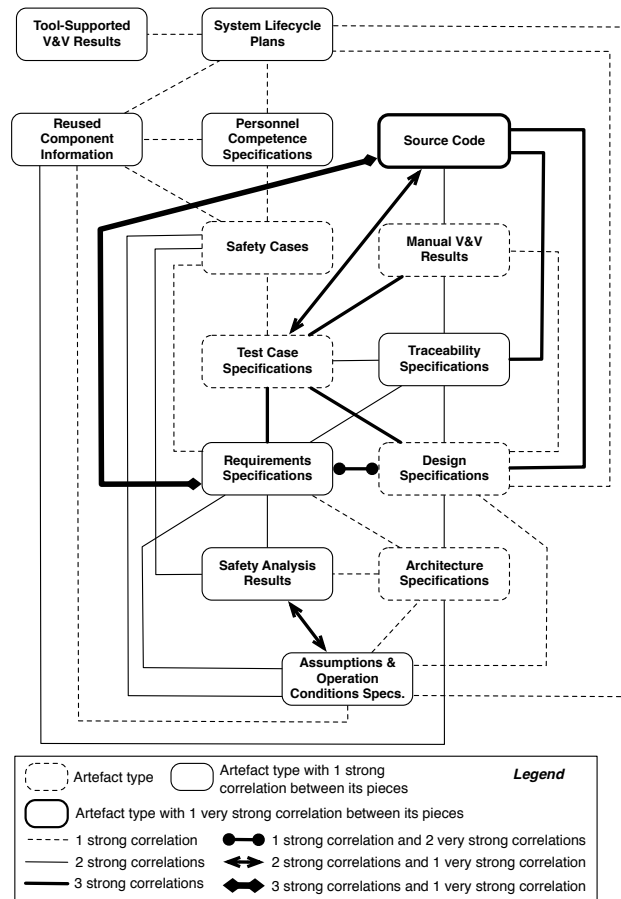 Tool-Supported
V&V Results
System Lifecycle
Plans
Reused
Component
Information
Personnel
Competence
Specifications
Source Code
Safety Cases
Manual V&V
Results
Test Case
Specifications
Traceability
Specifications
Requirements
Specifications
Design
Specifications
Safety Analysis
Results
Architecture
Specifications
Assumptions &
Operation
Conditions Specs.
Artefact type
Artefact type with 1 strong
correlation between its pieces
Legend
Artefact type with 1 very strong correlation between its pieces
1 strong correlation
1 strong correlation and 2 very strong correlations
2 strong correlations
2 strong correlations and 1 very strong correlation
3 strong correlations
3 strong correlations and 1 very strong correlation